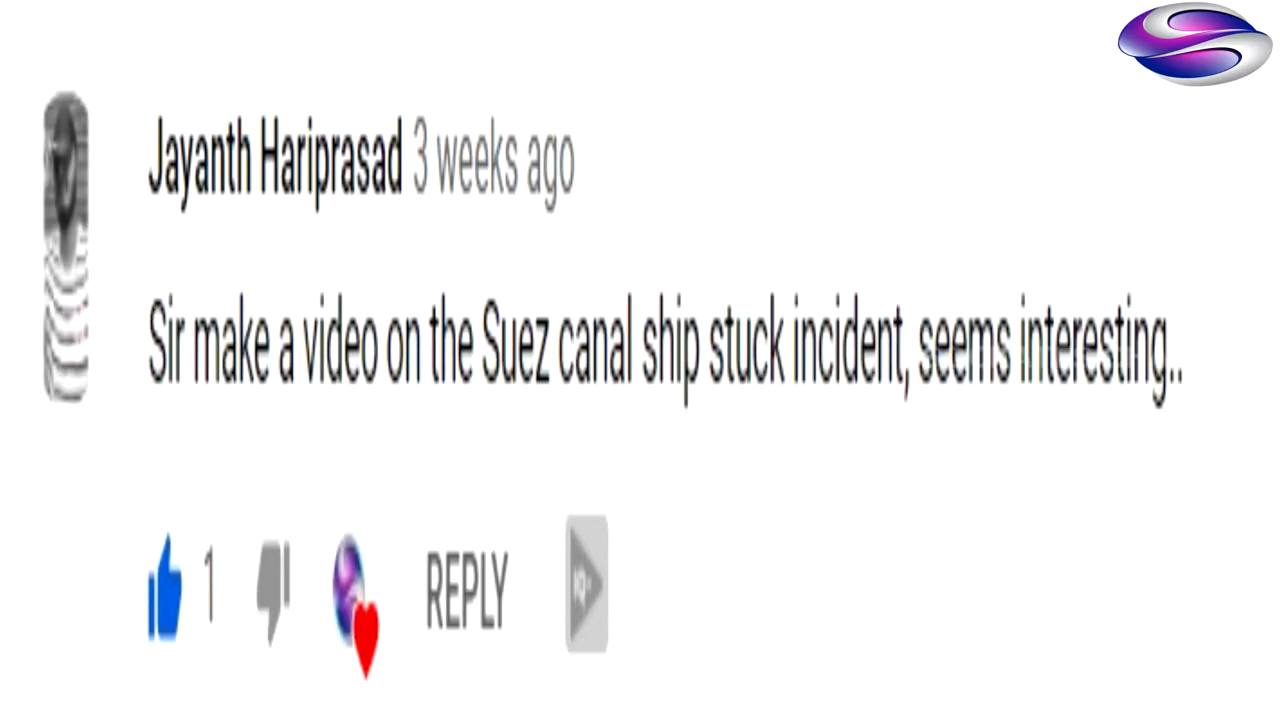 Jayanth Hariprasad 3 weeks ago
Sir make a video on the Suez canal ship stuck incident, seems interesting..
1 REPLY